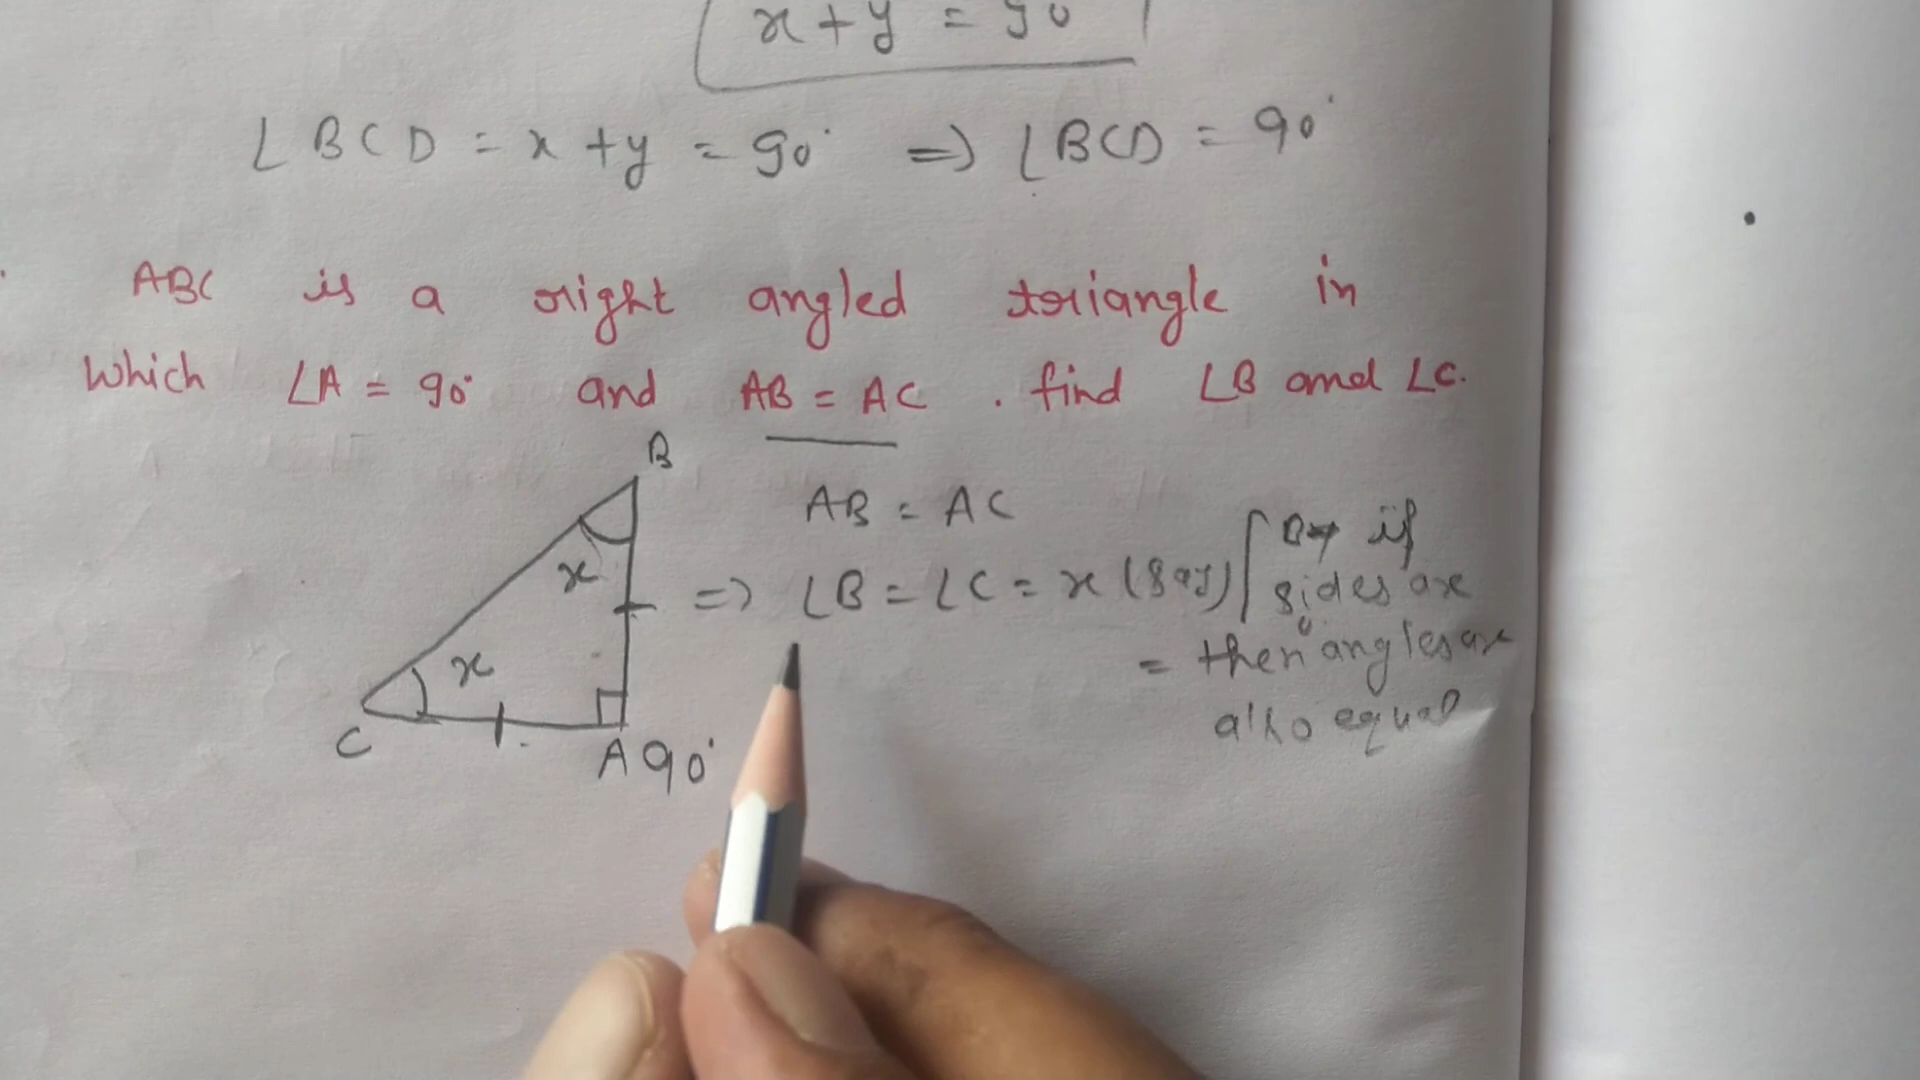 x + y = 90
∠BCD = x + y = 90° => ∠BCD = 90°
ABC is a right angled triangle in
which ∠A = 90° and AB = AC . find ∠B and ∠C.
B
AB = AC
if
x
=> ∠B = ∠C = x (say)
sides are
x
= then angles are
also equal
C
A 90°